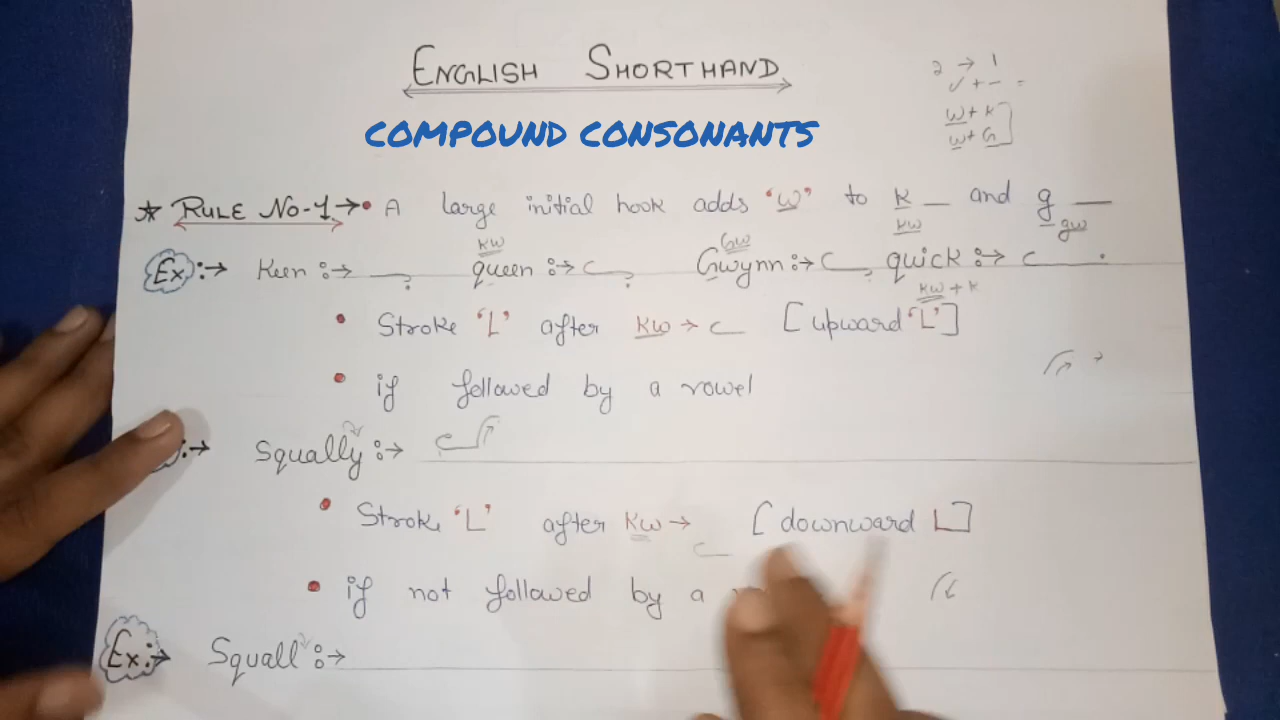 ENGLISH SHORTHAND
2 → 1
COMPOUND CONSONANTS
w + K
w + G
★ RULE No-1 → • A large initial hook adds 'w' to k — and g —
kw gw
kw Gw
Ex :→ Keen :→ queen :→ Gwynn :→ quick :→
kw + k
• Stroke 'L' after kw → [upward 'L']
• if followed by a vowel
Squally :→
• Stroke 'L' after kw → [downward L]
• if not followed by a
Ex :→ Squall :→